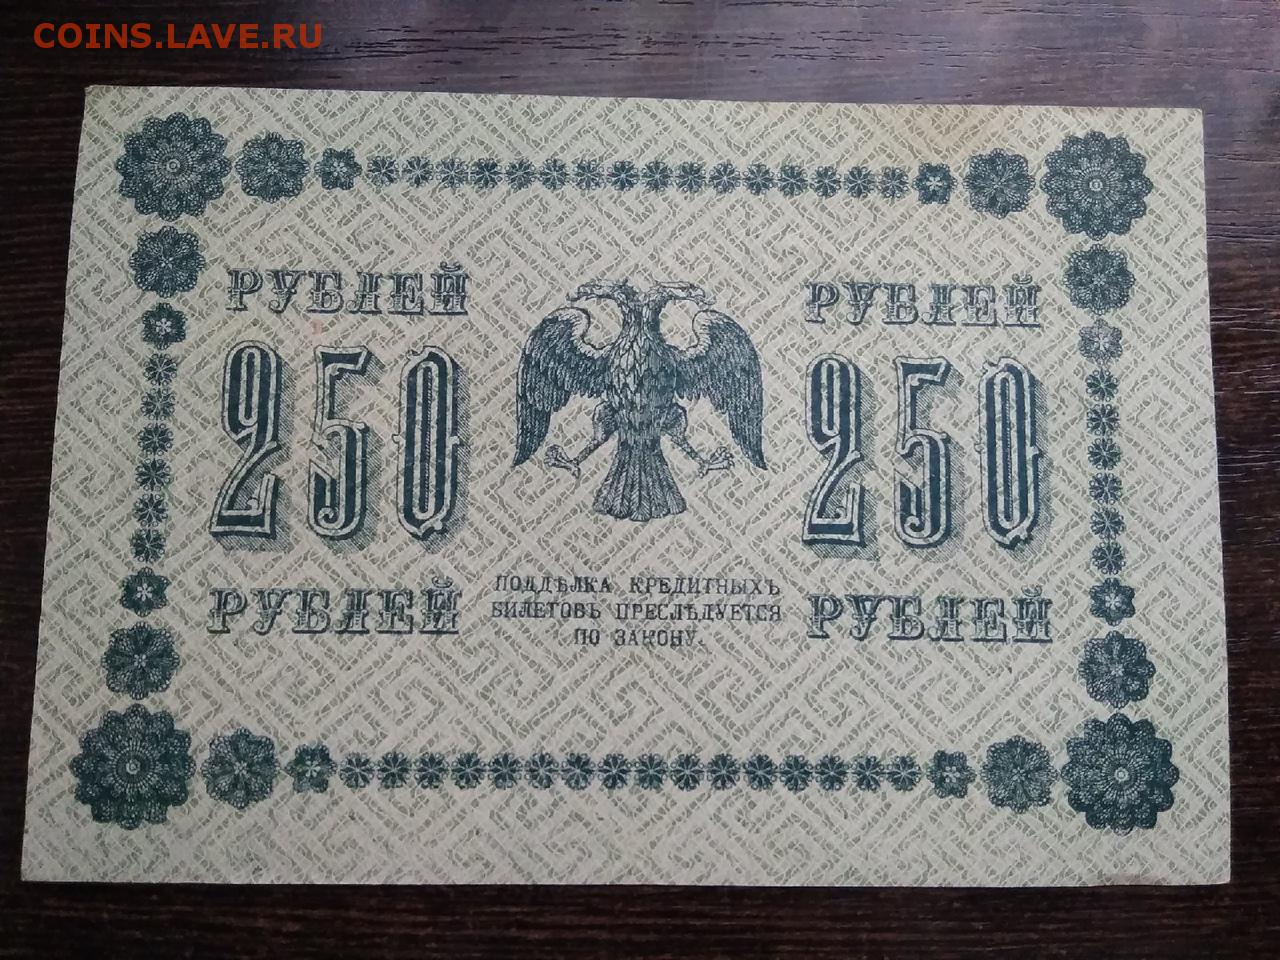 COINS.LAVE.RU
РУБЛЕЙ
РУБЛЕЙ
250
250
РУБЛЕЙ
РУБЛЕЙ
ПОДДѢЛКА КРЕДИТНЫХЪ
БИЛЕТОВЪ ПРЕСЛѢДУЕТСЯ
ПО ЗАКОНУ.